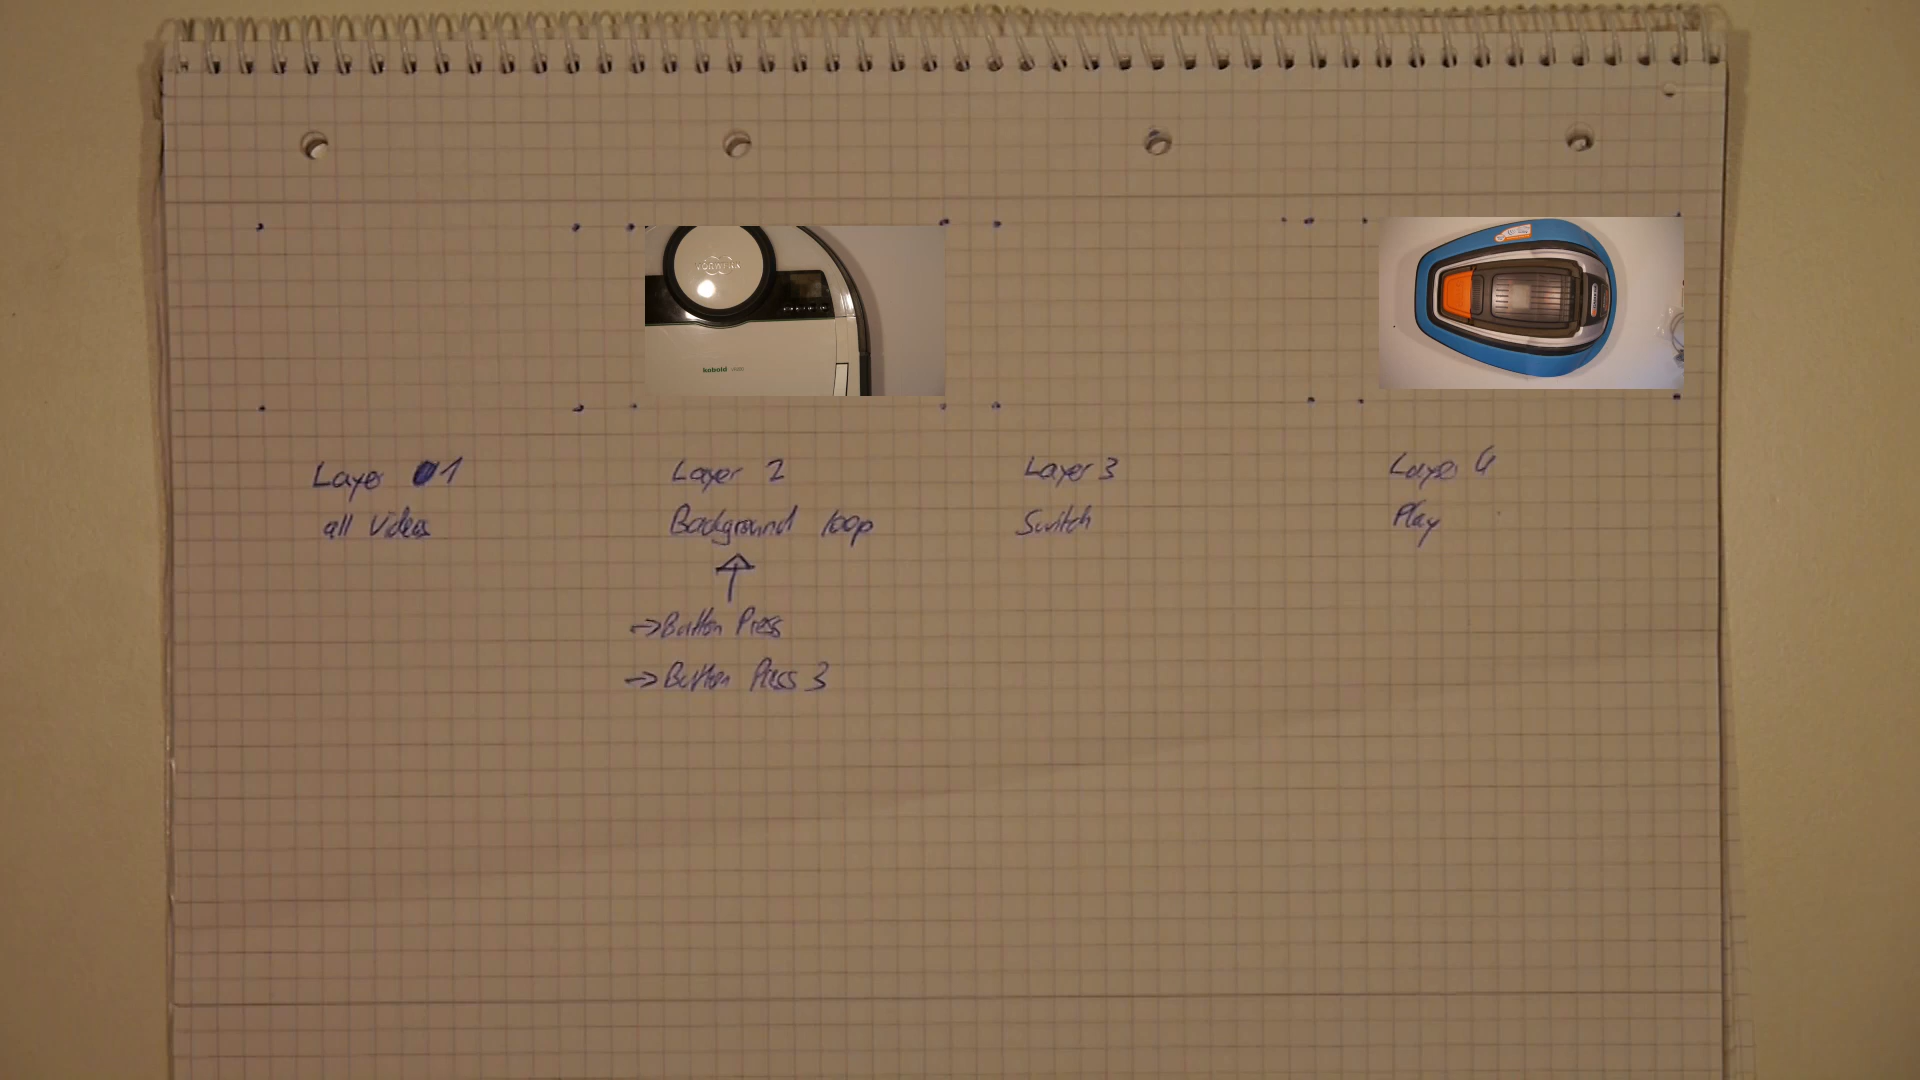 VORWERK
kobold
Layer 1
all Videos
Layer 2
Background loop
→Button Press
→Button Press 3
Layer 3
Switch
Layer 4
Play